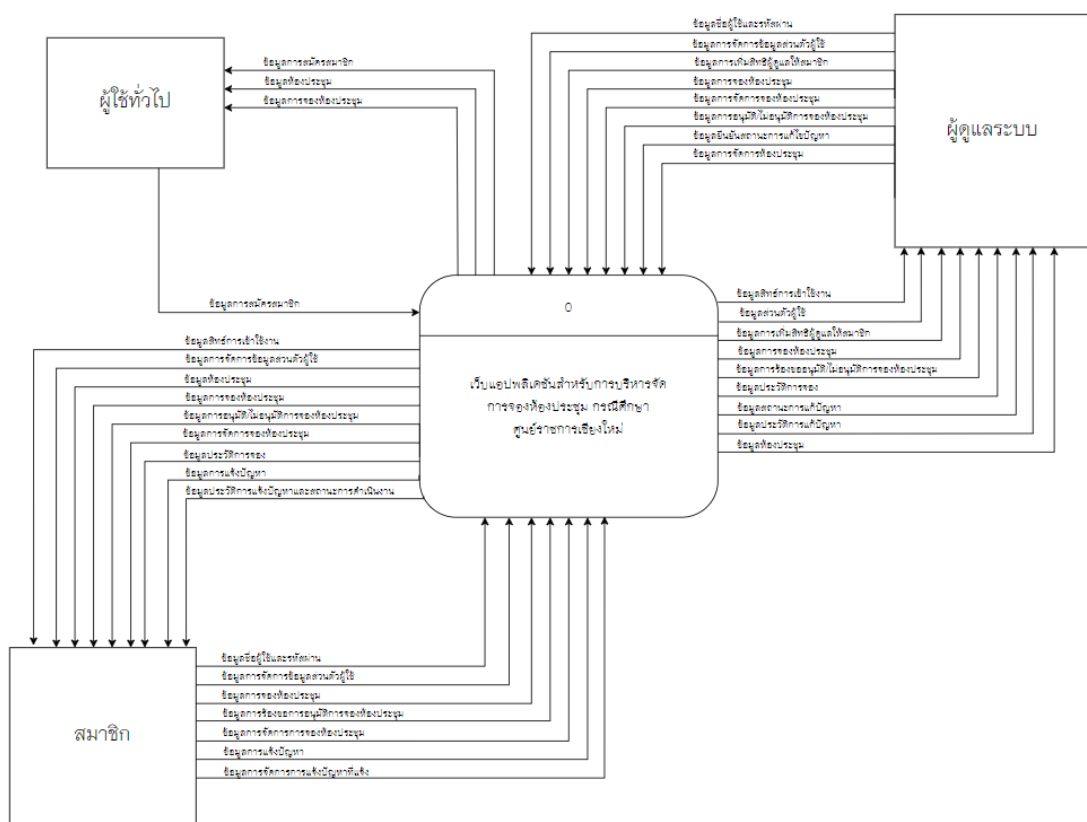 ผู้ใช้ทั่วไป
ข้อมูลการสมัครสมาชิก
ข้อมูลห้องประชุม
ข้อมูลการจองห้องประชุม
ข้อมูลการสมัครสมาชิก
ข้อมูลชื่อผู้ใช้และรหัสผ่าน
ข้อมูลการจัดการข้อมูลส่วนตัวผู้ใช้
ข้อมูลการเพิ่มสิทธิผู้ดูแลให้สมาชิก
ข้อมูลการจองห้องประชุม
ข้อมูลการจัดการจองห้องประชุม
ข้อมูลการอนุมัติ/ไม่อนุมัติการจองห้องประชุม
ข้อมูลยืนยันสถานะการแก้ไขปัญหา
ข้อมูลการจัดการห้องประชุม
ผู้ดูแลระบบ
0
เว็บแอปพลิเคชันสำหรับการบริหารจัด
การจองห้องประชุม กรณีศึกษา
ศูนย์ราชการเชียงใหม่
ข้อมูลสิทธ์การเข้าใช้งาน
ข้อมูลส่วนตัวผู้ใช้
ข้อมูลการเพิ่มสิทธิผู้ดูแลให้สมาชิก
ข้อมูลการจองห้องประชุม
ข้อมูลการร้องขออนุมัติ/ไม่อนุมัติการจองห้องประชุม
ข้อมูลประวัติการจอง
ข้อมูลสถานะการแก้ปัญหา
ข้อมูลประวัติการแก้ปัญหา
ข้อมูลห้องประชุม
ข้อมูลสิทธ์การเข้าใช้งาน
ข้อมูลการจัดการข้อมูลส่วนตัวผู้ใช้
ข้อมูลห้องประชุม
ข้อมูลการจองห้องประชุม
ข้อมูลการอนุมัติ/ไม่อนุมัติการจองห้องประชุม
ข้อมูลการจัดการจองห้องประชุม
ข้อมูลประวัติการจอง
ข้อมูลการแจ้งปัญหา
ข้อมูลประวัติการแจ้งปัญหาและสถานะการดำเนินงาน
สมาชิก
ข้อมูลชื่อผู้ใช้และรหัสผ่าน
ข้อมูลการจัดการข้อมูลส่วนตัวผู้ใช้
ข้อมูลการจองห้องประชุม
ข้อมูลการร้องขอการอนุมัติการจองห้องประชุม
ข้อมูลการจัดการการจองห้องประชุม
ข้อมูลการแจ้งปัญหา
ข้อมูลการจัดการการแจ้งปัญหาที่แจ้ง